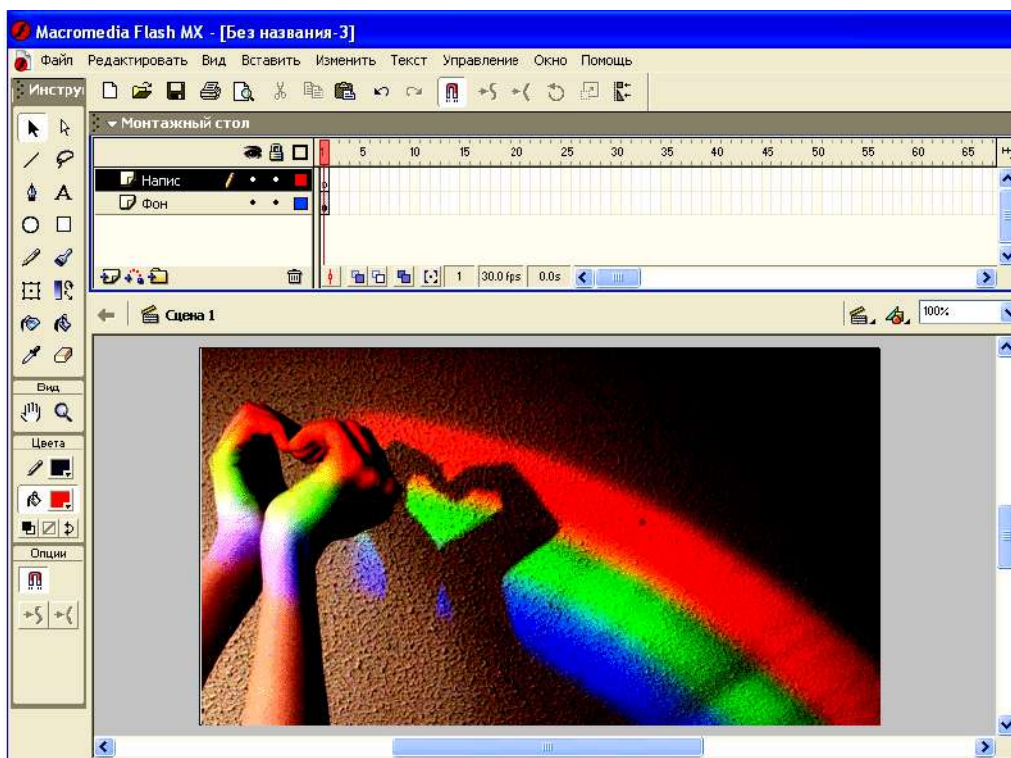 Macromedia Flash MX - [Без названия-3]
Файл Редактировать Вид Вставить Изменить Текст Управление Окно Помощь
Инстру
Монтажный стол
1 5 10 15 20 25 30 35 40 45 50 55 60 65
Напис
Фон
1 30.0 fps 0.0s
Сцена 1
100%
Вид
Цвета
Опции